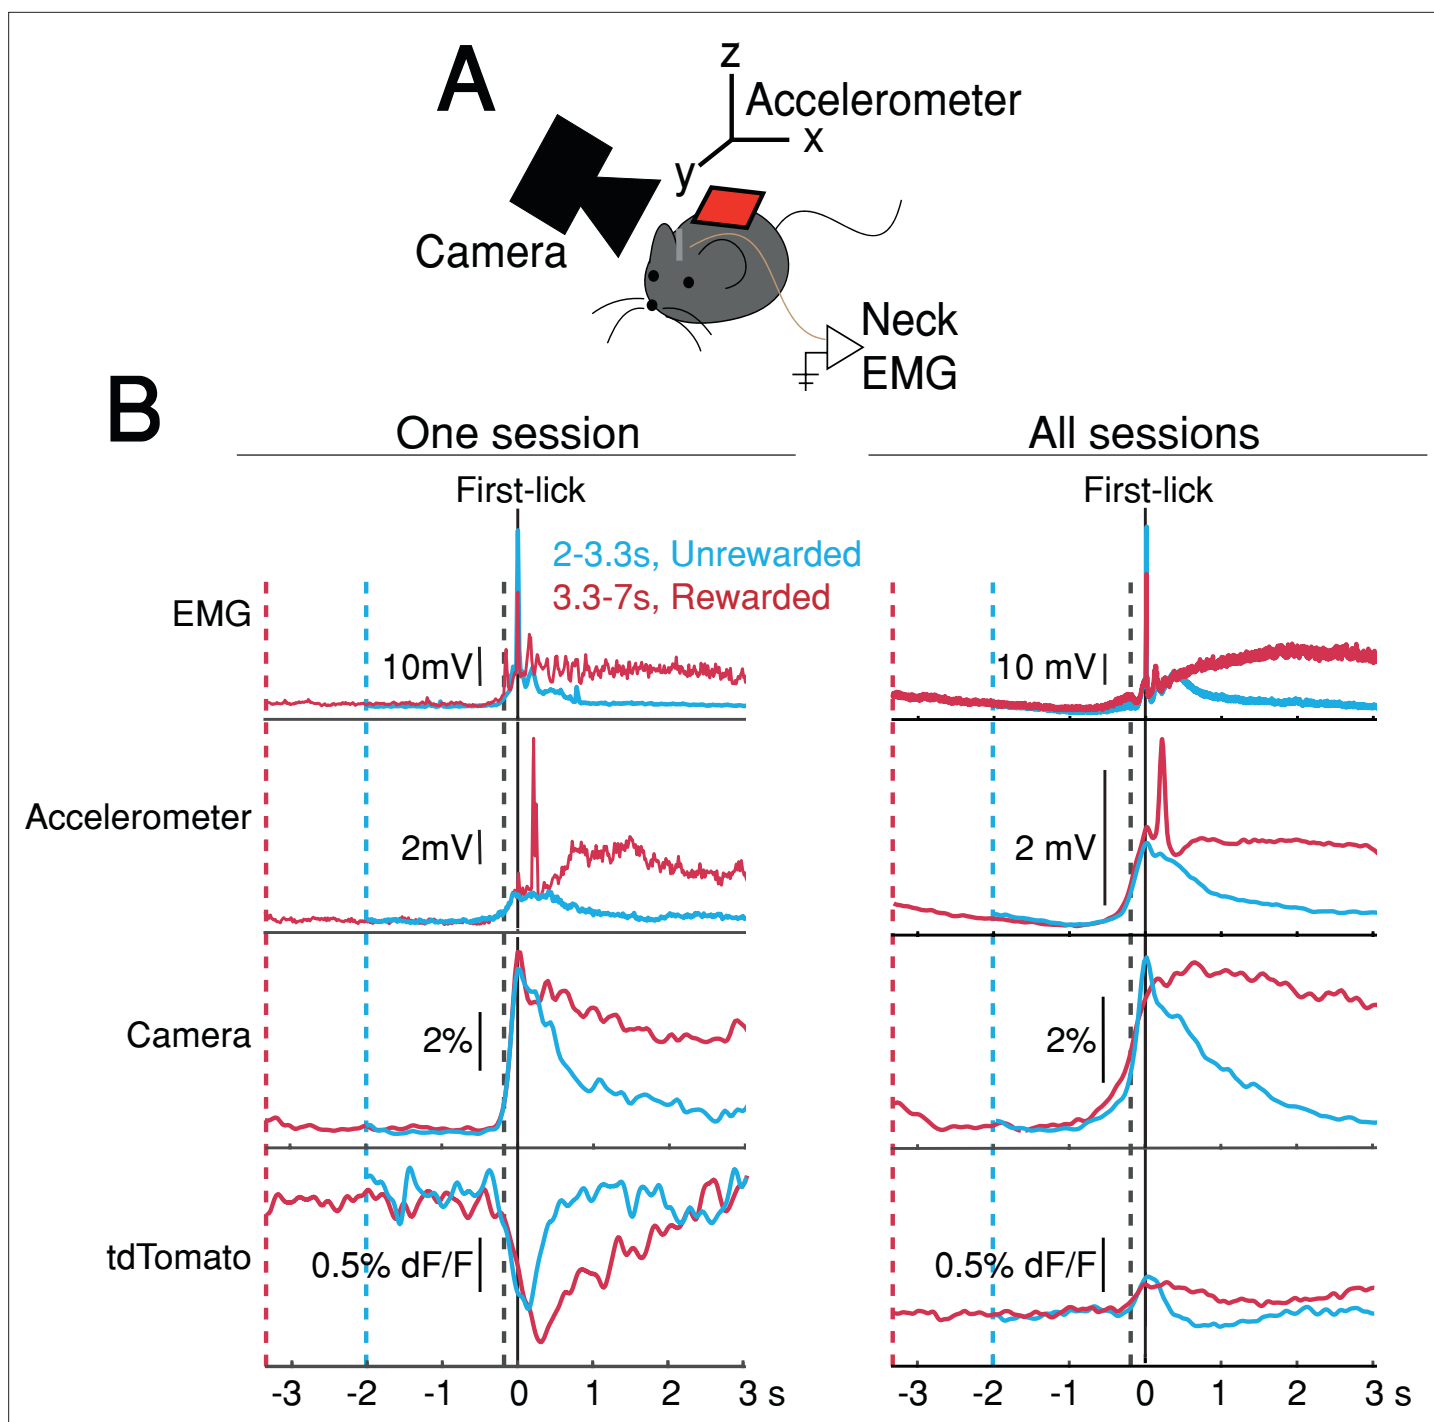 A
z
Accelerometer
x
y
Camera
Neck
EMG
B
One session
All sessions
First-lick
First-lick
2-3.3s, Unrewarded
3.3-7s, Rewarded
EMG
10mV
10 mV
Accelerometer
2mV
2 mV
Camera
2%
2%
tdTomato
0.5% dF/F
0.5% dF/F
-3 -2 -1 0 1 2 3 s
-3 -2 -1 0 1 2 3 s